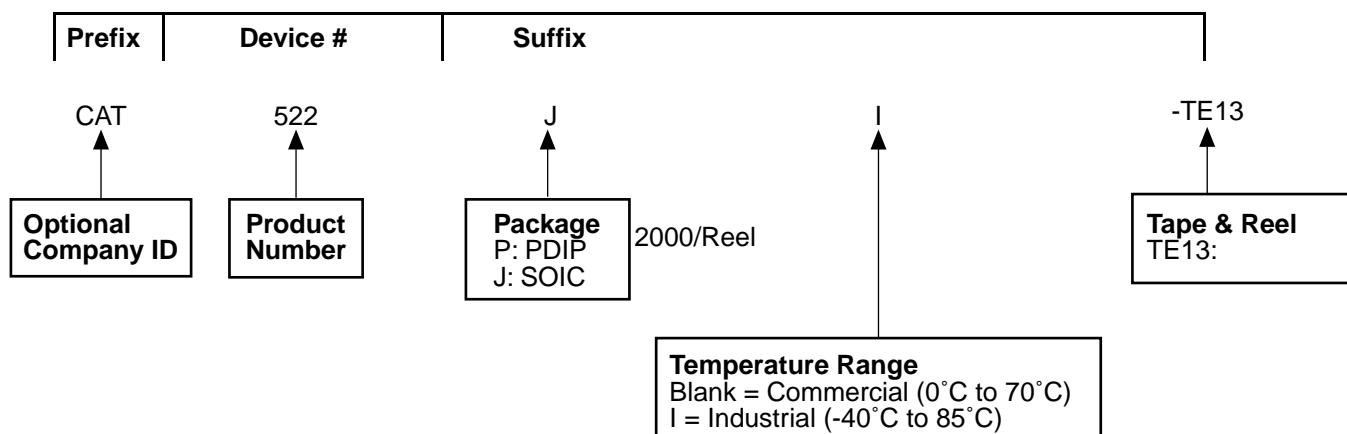 Prefix Device # Suffix
CAT 522 J I -TE13
Optional
Company ID
Product
Number
Package
P: PDIP
J: SOIC
2000/Reel
Tape & Reel
TE13:
Temperature Range
Blank = Commercial (0˚C to 70˚C)
I = Industrial (-40˚C to 85˚C)